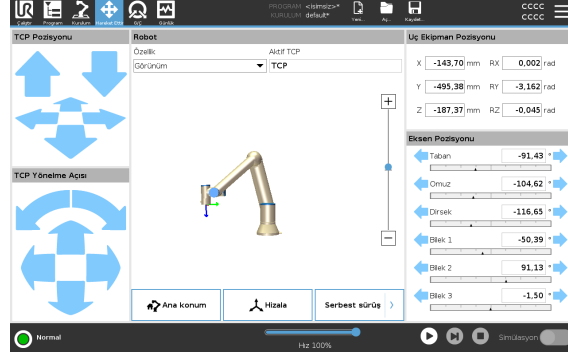 PROGRAM <isimsiz>*
KURULUM default*
CCCC
CCCC
Çalıştır Program Kurulum Hareket Ettir G/Ç Günlük Yeni... Aç... Kaydet...
TCP Pozisyonu
Robot
Uç Ekipman Pozisyonu
Özellik Aktif TCP
Görünüm TCP
X -143,70 mm RX 0,002 rad
Y -495,38 mm RY -3,162 rad
Z -187,37 mm RZ -0,045 rad
Eksen Pozisyonu
Taban -91,43 °
TCP Yönelme Açısı
Omuz -104,62 °
Dirsek -116,65 °
Bilek 1 -50,39 °
Bilek 2 91,13 °
Bilek 3 -1,50 °
Ana konum Hizala Serbest sürüş
Normal
Hız 100%
Simülasyon